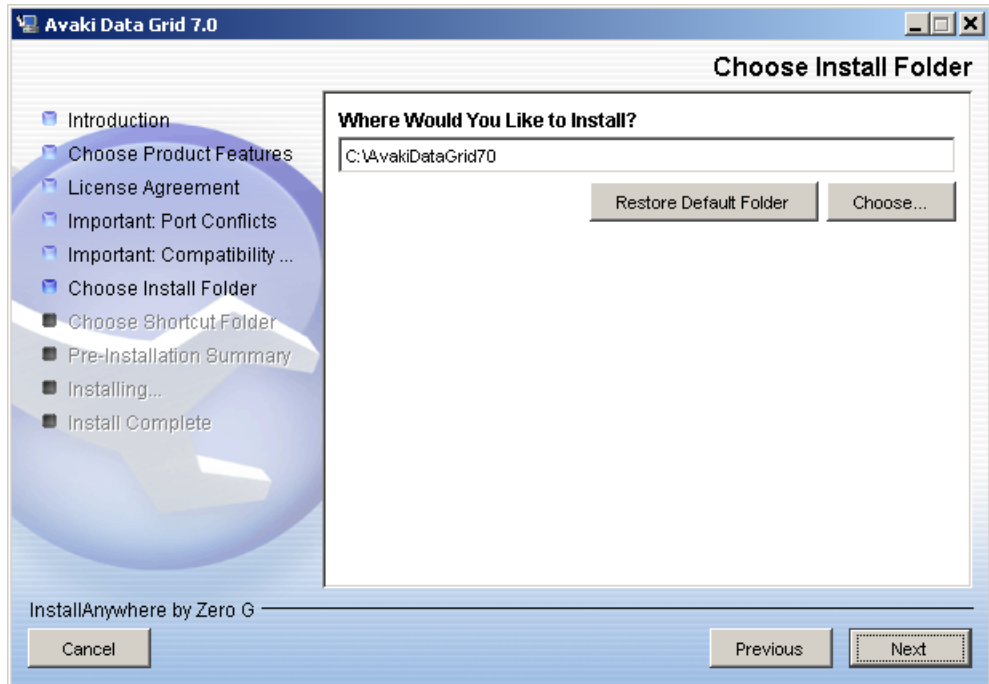 Avaki Data Grid 7.0
Choose Install Folder
Introduction
Choose Product Features
License Agreement
Important: Port Conflicts
Important: Compatibility ...
Choose Install Folder
Choose Shortcut Folder
Pre-Installation Summary
Installing...
Install Complete
Where Would You Like to Install?
C:\AvakiDataGrid70
Restore Default Folder
Choose...
InstallAnywhere by Zero G
Cancel
Previous
Next